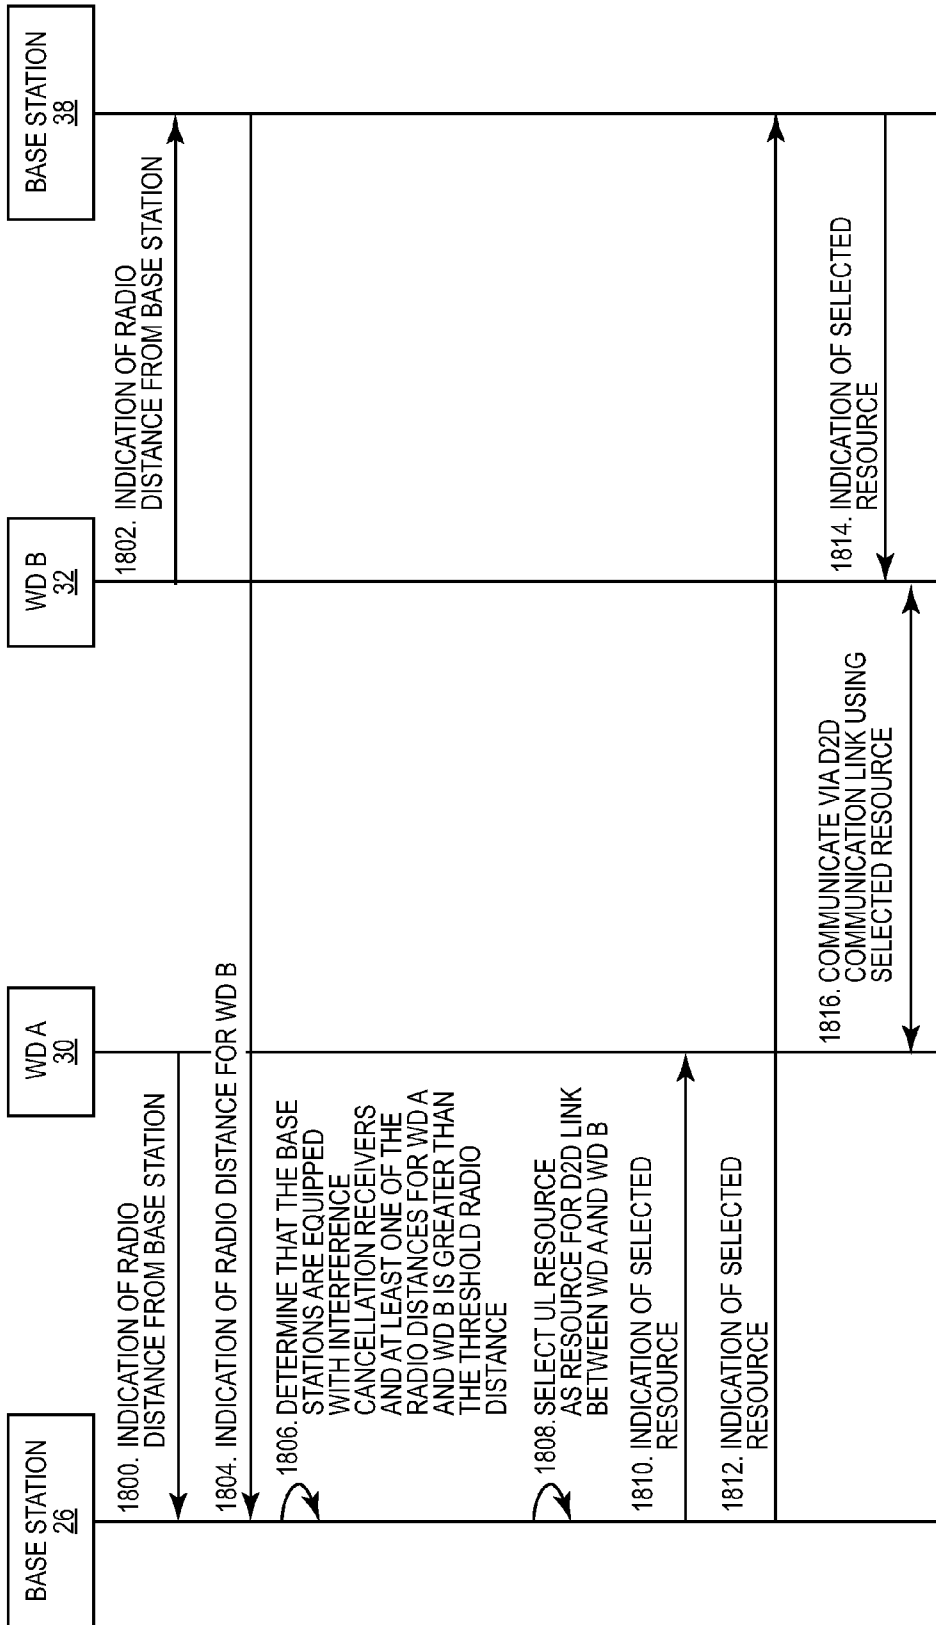 BASE STATION
26
WD A
30
WD B
32
BASE STATION
38
1800. INDICATION OF RADIO
DISTANCE FROM BASE STATION
1802. INDICATION OF RADIO
DISTANCE FROM BASE STATION
1804. INDICATION OF RADIO DISTANCE FOR WD B
1806. DETERMINE THAT THE BASE
STATIONS ARE EQUIPPED
WITH INTERFERENCE
CANCELLATION RECEIVERS
AND AT LEAST ONE OF THE
RADIO DISTANCES FOR WD A
AND WD B IS GREATER THAN
THE THRESHOLD RADIO
DISTANCE
1808. SELECT UL RESOURCE
AS RESOURCE FOR D2D LINK
BETWEEN WD A AND WD B
1810. INDICATION OF SELECTED
RESOURCE
1812. INDICATION OF SELECTED
RESOURCE
1814. INDICATION OF SELECTED
RESOURCE
1816. COMMUNICATE VIA D2D
COMMUNICATION LINK USING
SELECTED RESOURCE